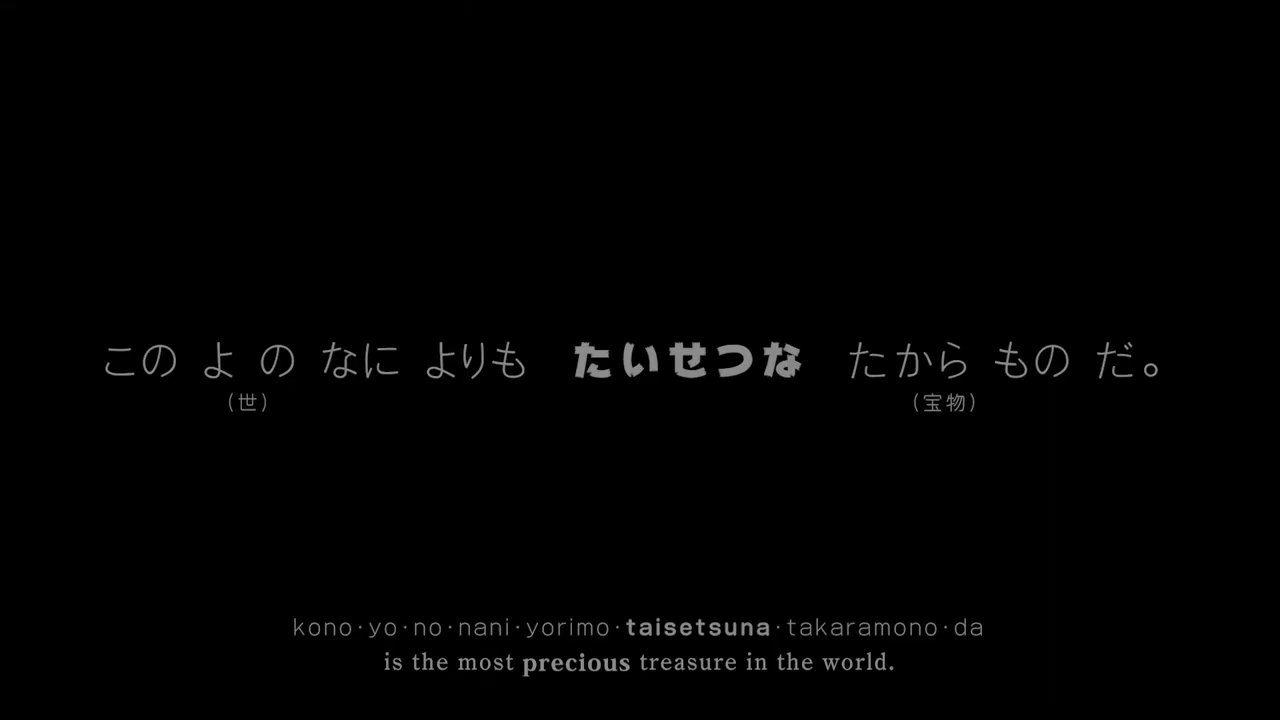 この よ の なに よりも たいせつな たから もの だ。
（世） （宝物）
kono·yo·no·nani·yorimo·taisetsuna·takaramono·da
is the most precious treasure in the world.